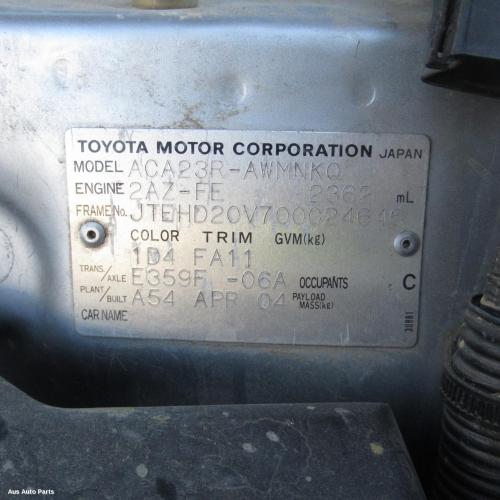 TOYOTA MOTOR CORPORATION JAPAN
MODEL ACA23R-AWMNKQ
ENGINE 2AZ-FE 2362 mL
FRAME No. JTEHD20V700024646
COLOR TRIM GVM(kg)
1D4 FA11
TRANS/AXLE E359F -06A OCCUPANTS C
PLANT/BUILT A54 APR 04 PAYLOAD MASS(kg)
CAR NAME
30881
Aus Auto Parts